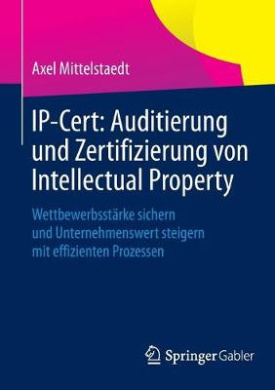 Axel Mittelstaedt
IP-Cert: Auditierung
und Zertifizierung von
Intellectual Property
Wettbewerbsstärke sichern
und Unternehmenswert steigern
mit effizienten Prozessen
Springer Gabler